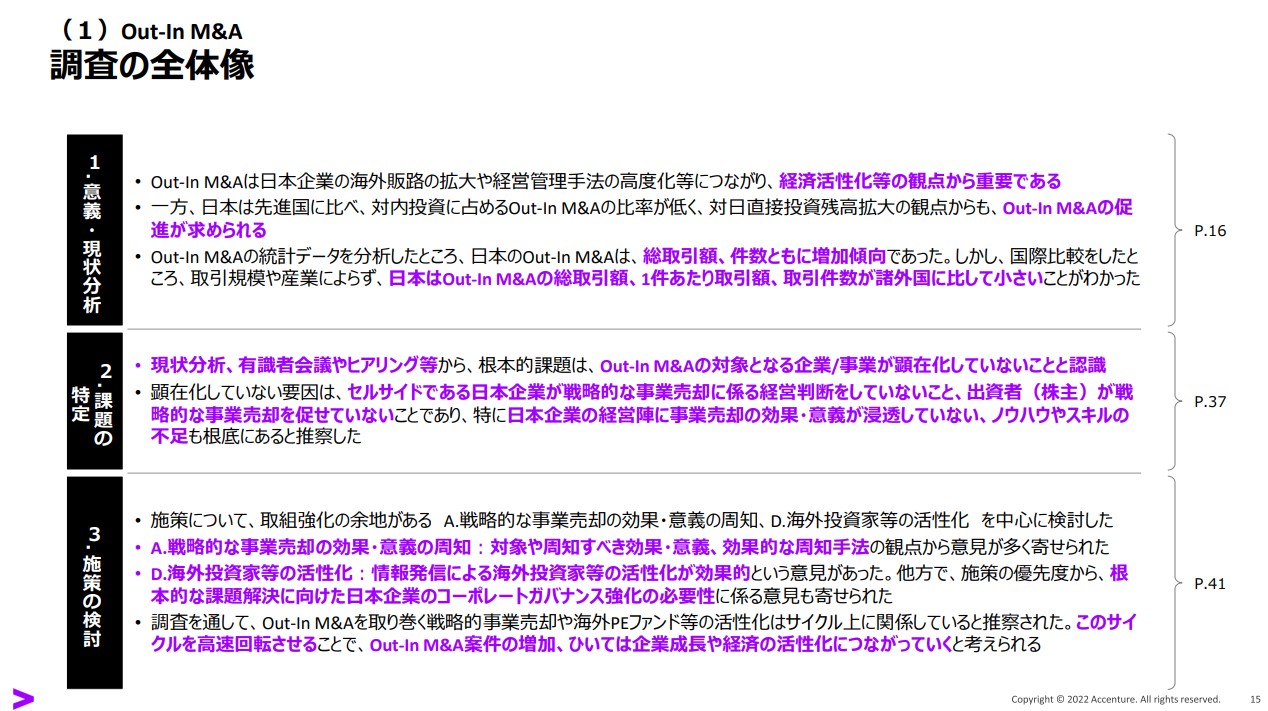 （１）Out-In M&A
調査の全体像
1.意義・現状分析
• Out-In M&Aは日本企業の海外販路の拡大や経営管理手法の高度化等につながり、経済活性化等の観点から重要である
• 一方、日本は先進国に比べ、対内投資に占めるOut-In M&Aの比率が低く、対日直接投資残高拡大の観点からも、Out-In M&Aの促
進が求められる
• Out-In M&Aの統計データを分析したところ、日本のOut-In M&Aは、総取引額、件数ともに増加傾向であった。しかし、国際比較をしたと
ころ、取引規模や産業によらず、日本はOut-In M&Aの総取引額、1件あたり取引額、取引件数が諸外国に比して小さいことがわかった
P.16
2.課題の
特定
• 現状分析、有識者会議やヒアリング等から、根本的課題は、Out-In M&Aの対象となる企業/事業が顕在化していないことと認識
• 顕在化していない要因は、セルサイドである日本企業が戦略的な事業売却に係る経営判断をしていないこと、出資者（株主）が戦
略的な事業売却を促せていないことであり、特に日本企業の経営陣に事業売却の効果・意義が浸透していない、ノウハウやスキルの
不足も根底にあると推察した
P.37
3.施策の検討
• 施策について、取組強化の余地がある A.戦略的な事業売却の効果・意義の周知、D.海外投資家等の活性化 を中心に検討した
• A.戦略的な事業売却の効果・意義の周知：対象や周知すべき効果・意義、効果的な周知手法の観点から意見が多く寄せられた
• D.海外投資家等の活性化：情報発信による海外投資家等の活性化が効果的という意見があった。他方で、施策の優先度から、根
本的な課題解決に向けた日本企業のコーポレートガバナンス強化の必要性に係る意見も寄せられた
• 調査を通して、Out-In M&Aを取り巻く戦略的事業売却や海外PEファンド等の活性化はサイクル上に関係していると推察された。このサイ
クルを高速回転させることで、Out-In M&A案件の増加、ひいては企業成長や経済の活性化につながっていくと考えられる
P.41
>
Copyright © 2022 Accenture. All rights reserved. 15